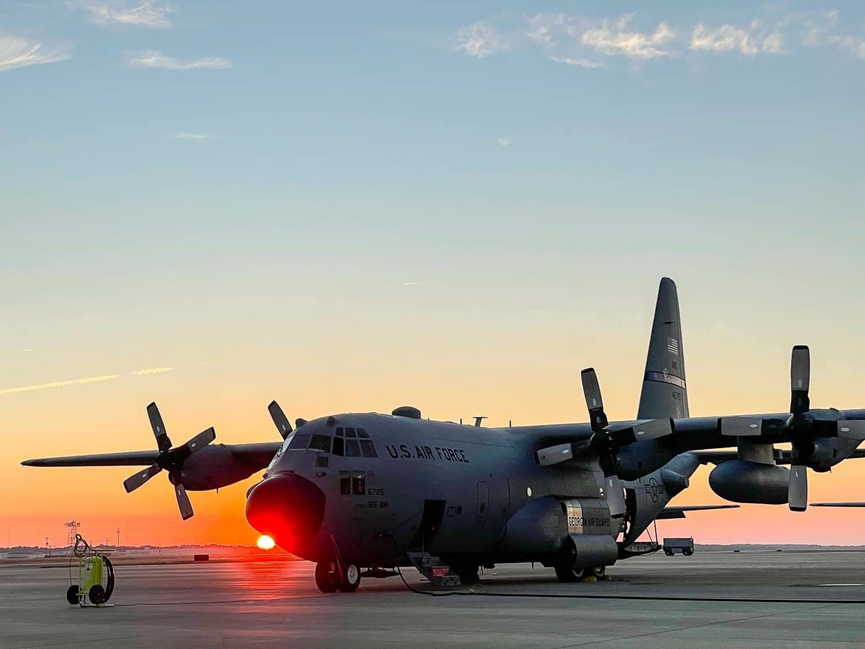 U.S. AIR FORCE
6706
165 AW
GEORGIA AIR GUARD